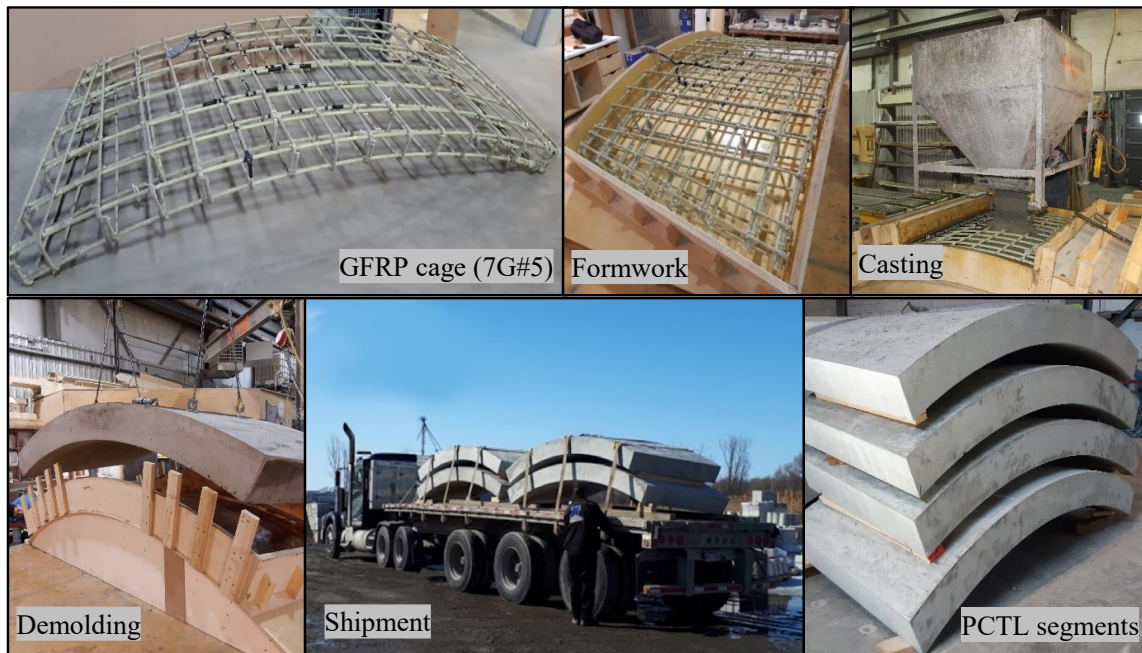 GFRP cage (7G#5)
Formwork
Casting
Demolding
Shipment
PCTL segments